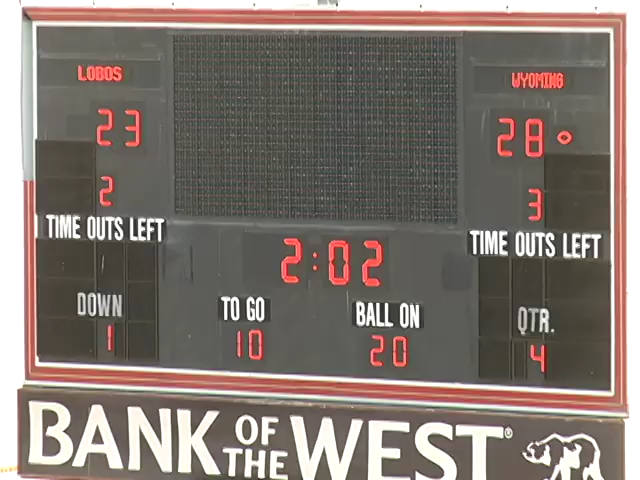 LOBOS WYOMING
23 28
2 3
TIME OUTS LEFT TIME OUTS LEFT
2:02
DOWN TO GO BALL ON QTR.
1 10 20 4
BANK OF THE WEST®